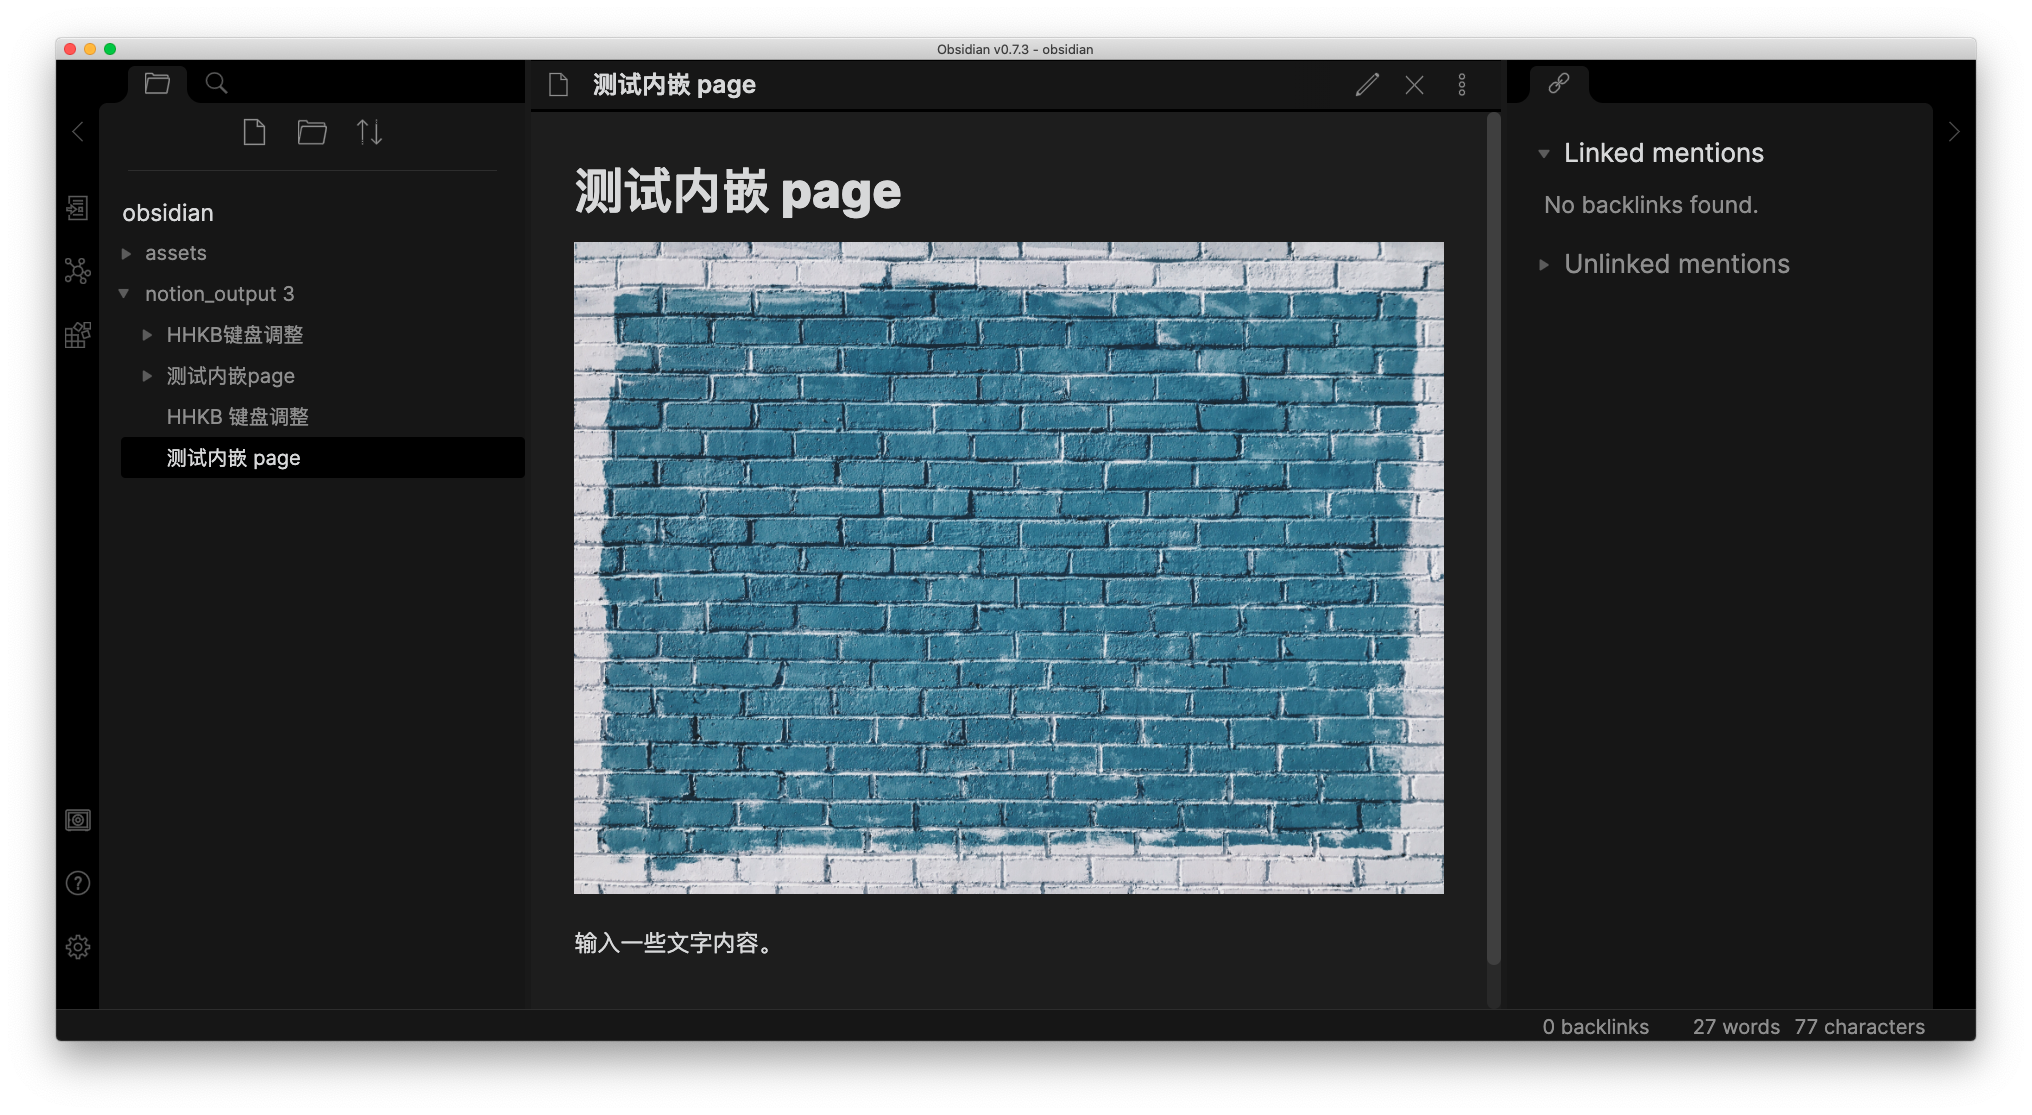 Obsidian v0.7.3 - obsidian
obsidian
assets
notion_output 3
HHKB键盘调整
测试内嵌page
HHKB 键盘调整
测试内嵌 page
测试内嵌 page
测试内嵌 page
输入一些文字内容。
Linked mentions
No backlinks found.
Unlinked mentions
0 backlinks 27 words 77 characters